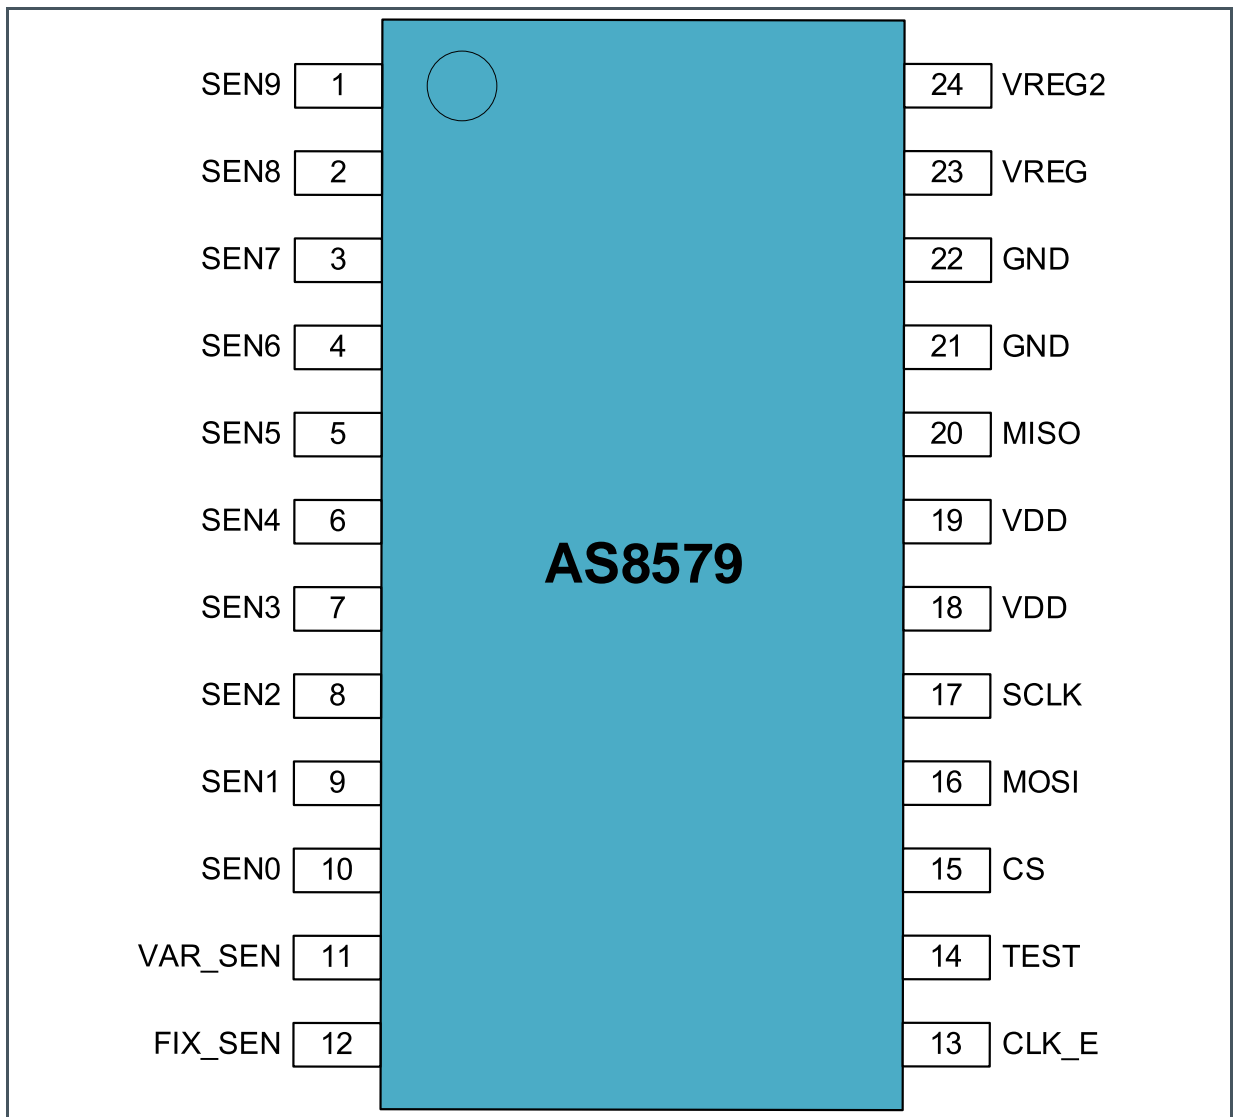 SEN9 1 24 VREG2
SEN8 2 23 VREG
SEN7 3 22 GND
SEN6 4 21 GND
SEN5 5 20 MISO
SEN4 6 19 VDD
AS8579
SEN3 7 18 VDD
SEN2 8 17 SCLK
SEN1 9 16 MOSI
SEN0 10 15 CS
VAR_SEN 11 14 TEST
FIX_SEN 12 13 CLK_E